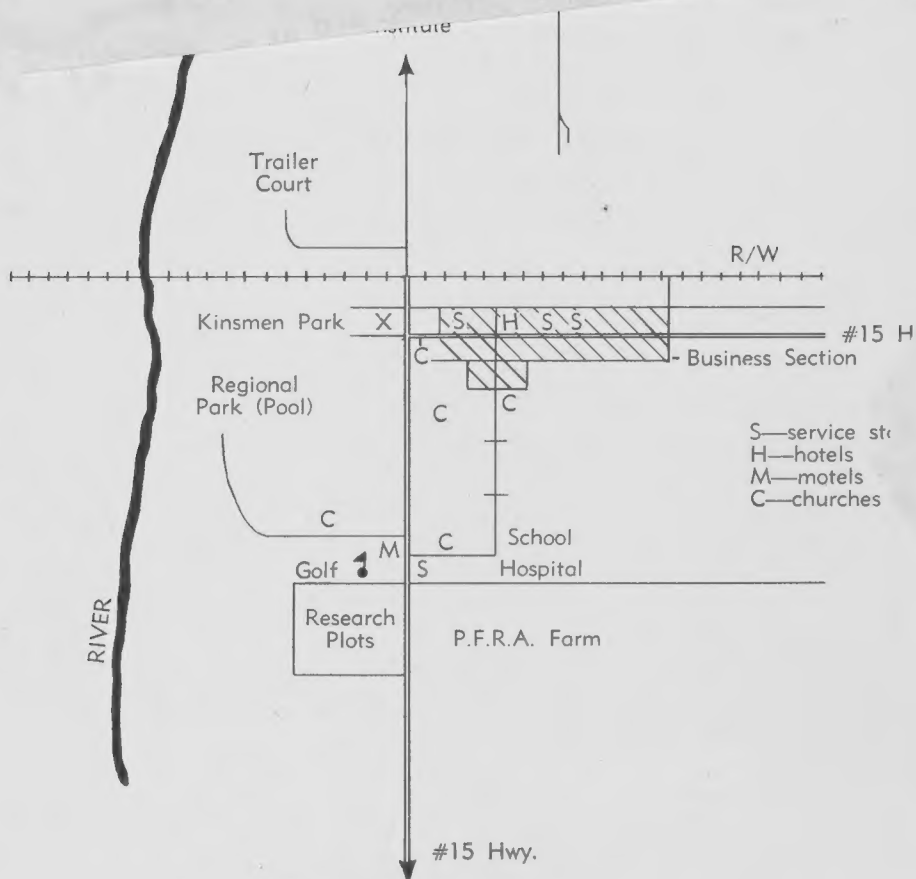 Trailer
Court
R/W
Kinsmen Park X S H S S
#15 H
C
Business Section
Regional
Park (Pool)
C C
S—service
H—hotels
M—motels
C—churches
C
M
C
School
Golf
S
Hospital
Research
Plots
P.F.R.A. Farm
RIVER
#15 Hwy.